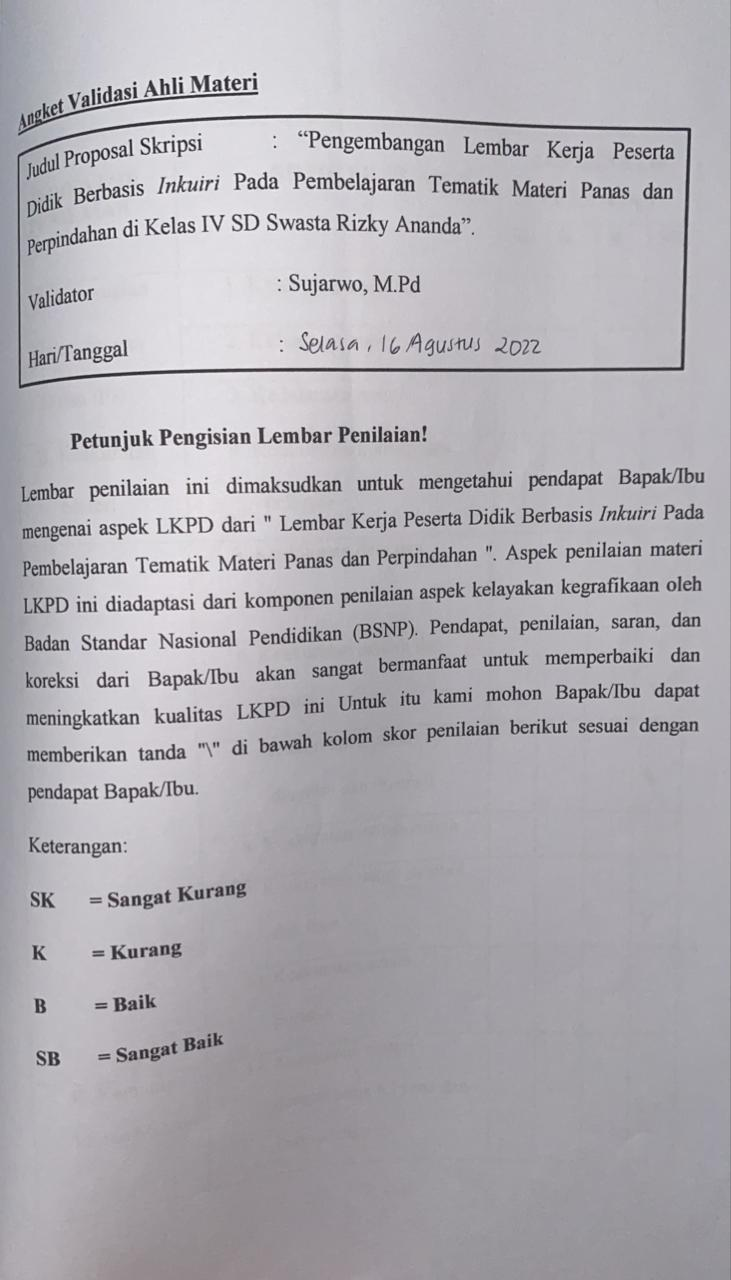 Angket Validasi Ahli Materi
Judul Proposal Skripsi : “Pengembangan Lembar Kerja Peserta
Didik Berbasis Inkuiri Pada Pembelajaran Tematik Materi Panas dan
Perpindahan di Kelas IV SD Swasta Rizky Ananda”.
Validator : Sujarwo, M.Pd
Hari/Tanggal : Selasa, 16 Agustus 2022
Petunjuk Pengisian Lembar Penilaian!
Lembar penilaian ini dimaksudkan untuk mengetahui pendapat Bapak/Ibu
mengenai aspek LKPD dari " Lembar Kerja Peserta Didik Berbasis Inkuiri Pada
Pembelajaran Tematik Materi Panas dan Perpindahan ". Aspek penilaian materi
LKPD ini diadaptasi dari komponen penilaian aspek kelayakan kegrafikaan oleh
Badan Standar Nasional Pendidikan (BSNP). Pendapat, penilaian, saran, dan
koreksi dari Bapak/Ibu akan sangat bermanfaat untuk memperbaiki dan
meningkatkan kualitas LKPD ini Untuk itu kami mohon Bapak/Ibu dapat
memberikan tanda "\" di bawah kolom skor penilaian berikut sesuai dengan
pendapat Bapak/Ibu.
Keterangan:
SK = Sangat Kurang
K = Kurang
B = Baik
SB = Sangat Baik